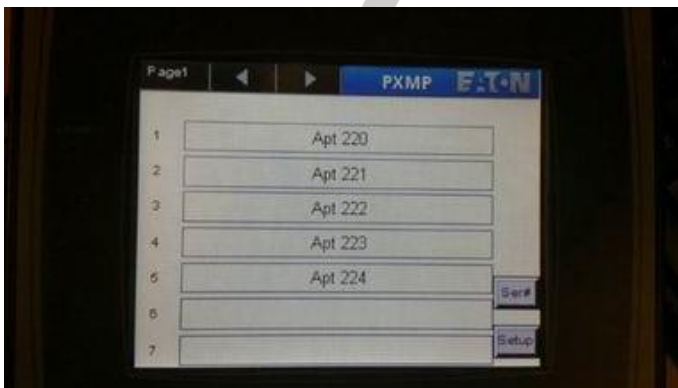 Page1 PXMP EATON
1 Apt 220
2 Apt 221
3 Apt 222
4 Apt 223
5 Apt 224
Ser#
6
7
Setup